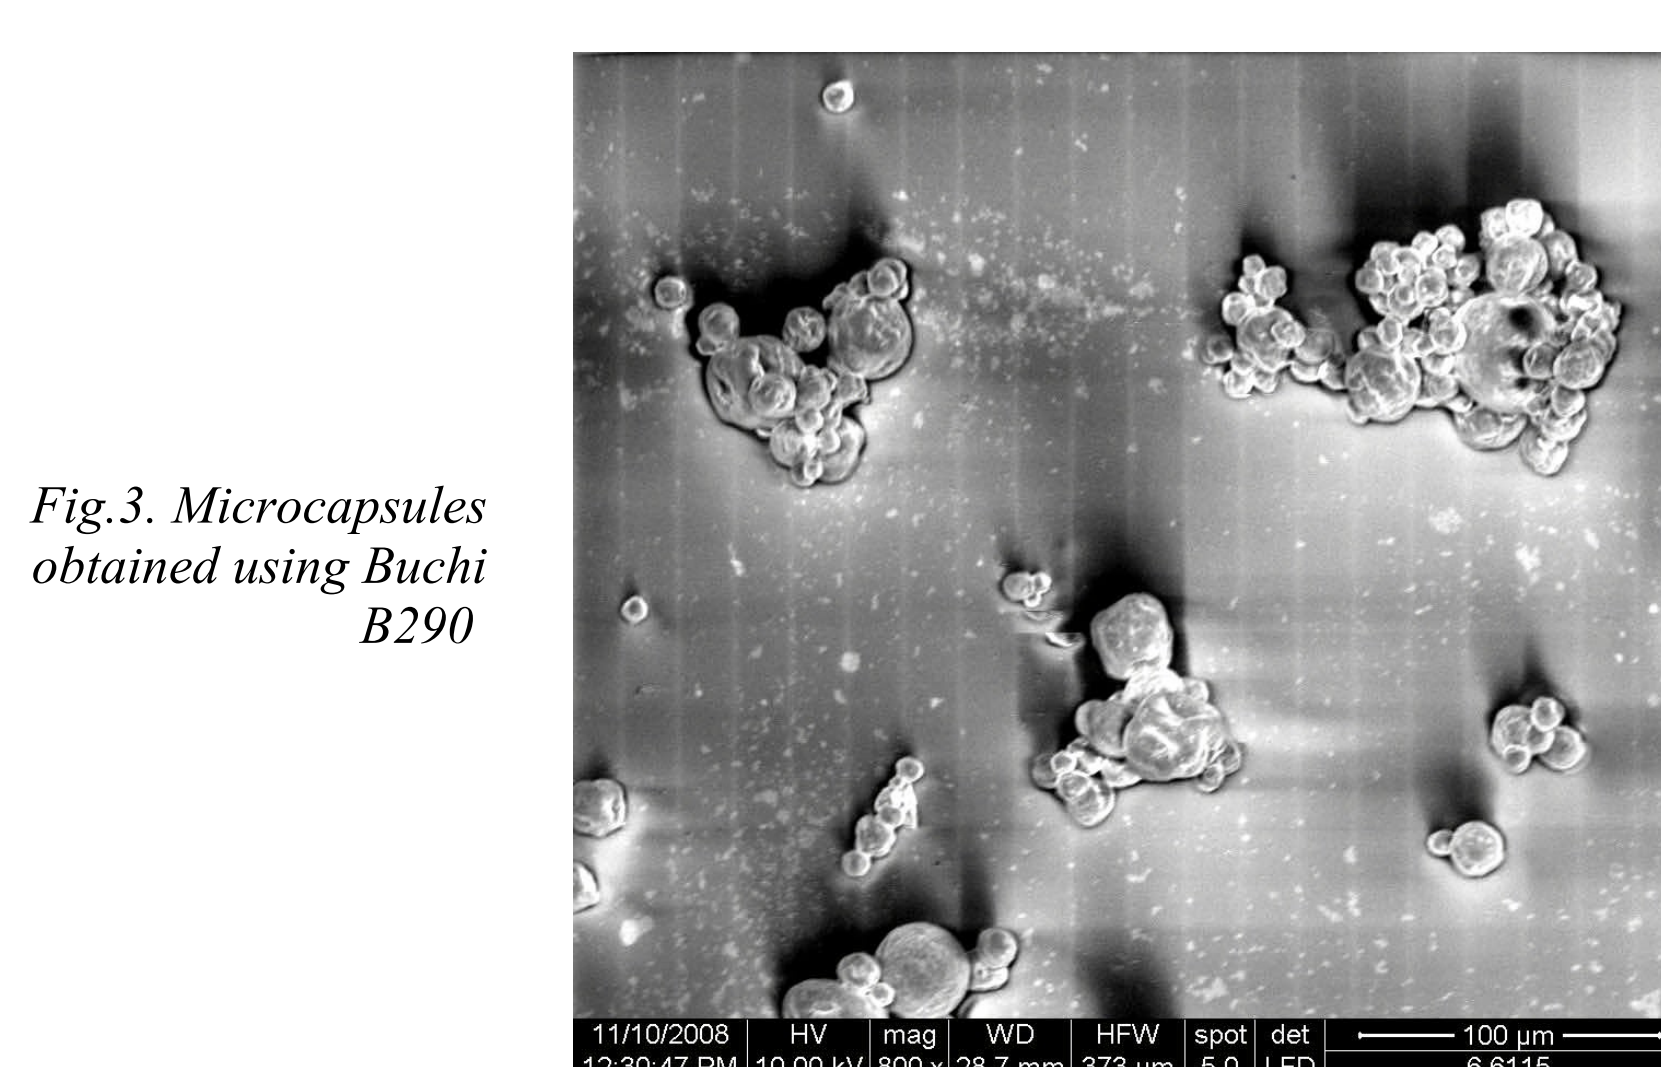 Fig.3. Microcapsules
obtained using Buchi
B290
11/10/2008 HV mag WD HFW spot det 100 µm
12:30:47 PM 10.00 kV 800 x 28.7 mm 373 µm 5.0 LFD 6.6115